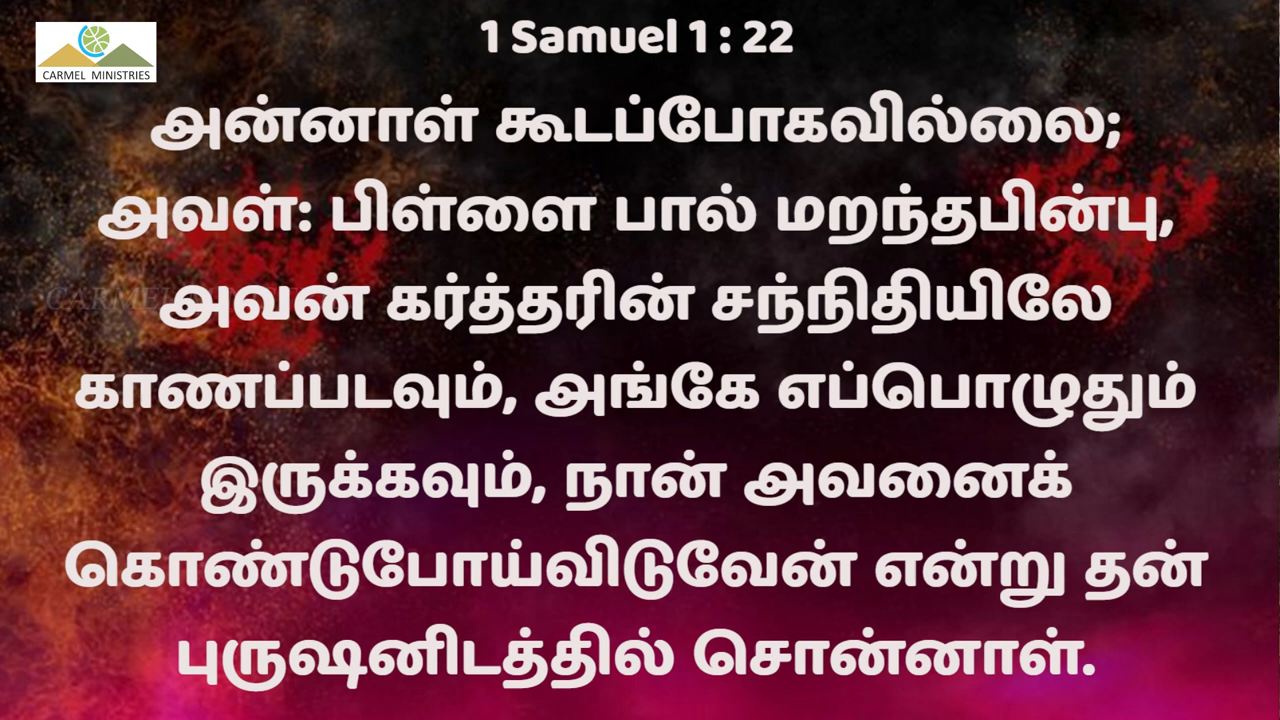 1 Samuel 1 : 22
CARMEL MINISTRIES
அன்னாள் கூடப்போகவில்லை;
அவள்: பிள்ளை பால் மறந்தபின்பு,
அவன் கர்த்தரின் சந்நிதியிலே
காணப்படவும், அங்கே எப்பொழுதும்
இருக்கவும், நான் அவனைக்
கொண்டுபோய்விடுவேன் என்று தன்
புருஷனிடத்தில் சொன்னாள்.